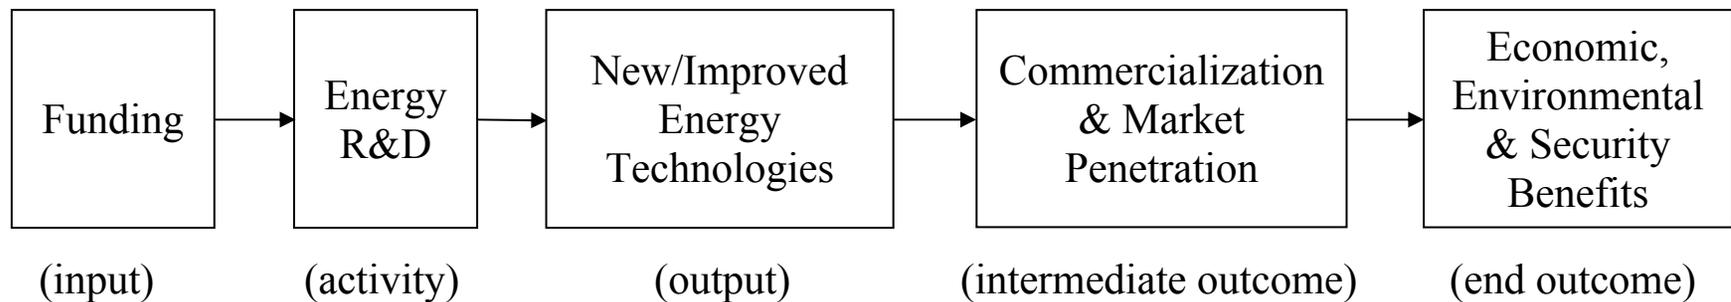 Funding
Energy
R&D
New/Improved
Energy
Technologies
Commercialization
& Market
Penetration
Economic,
Environmental
& Security
Benefits
(input)
(activity)
(output)
(intermediate outcome)
(end outcome)